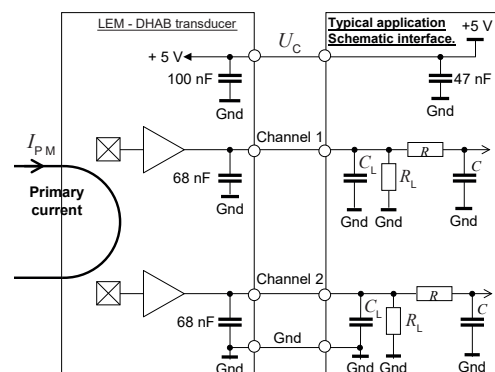 LEM - DHAB transducer
Typical application
Schematic interface.
+ 5 V
U_C
+ 5 V
100 nF
47 nF
Gnd
Gnd
I_PM
Primary
current
Channel 1
68 nF
C_L
R_L
R
C
Gnd
Gnd
Gnd
Gnd
Channel 2
68 nF
C_L
R_L
R
C
Gnd
Gnd
Gnd
Gnd
Gnd